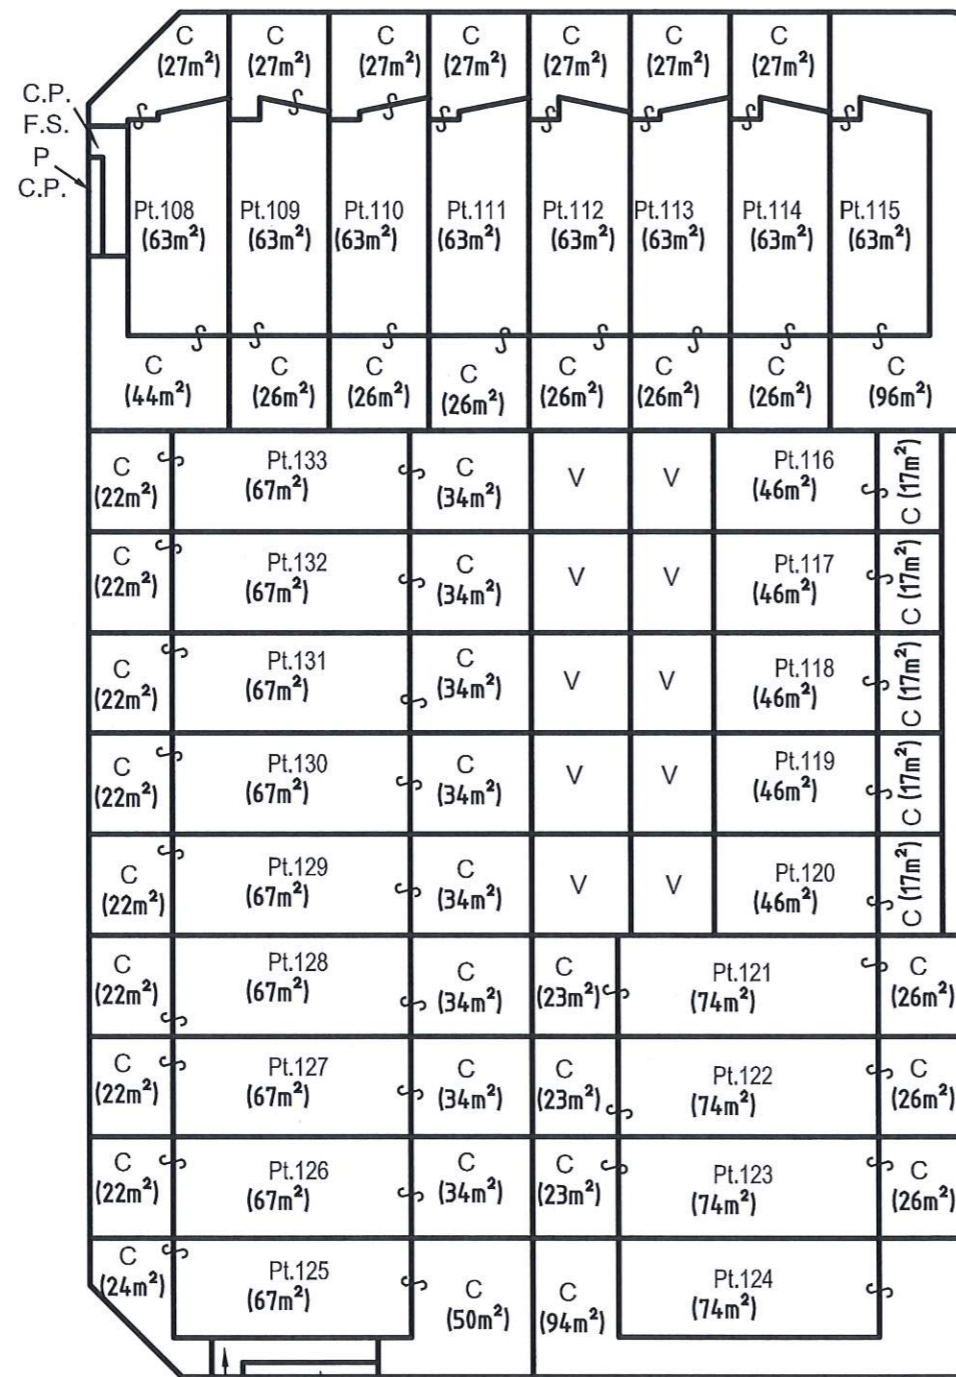 C C C C C C C
(27m²) (27m²) (27m²) (27m²) (27m²) (27m²) (27m²)
C.P.
F.S.
P
C.P.
Pt.108 Pt.109 Pt.110 Pt.111 Pt.112 Pt.113 Pt.114 Pt.115
(63m²) (63m²) (63m²) (63m²) (63m²) (63m²) (63m²) (63m²)
C C C C C C C C
(44m²) (26m²) (26m²) (26m²) (26m²) (26m²) (26m²) (96m²)
C Pt.133 C V V Pt.116 C (17m²)
(22m²) (67m²) (34m²) (46m²)
C Pt.132 C V V Pt.117 C (17m²)
(22m²) (67m²) (34m²) (46m²)
C Pt.131 C V V Pt.118 C (17m²)
(22m²) (67m²) (34m²) (46m²)
C Pt.130 C V V Pt.119 C (17m²)
(22m²) (67m²) (34m²) (46m²)
C Pt.129 C V V Pt.120 C (17m²)
(22m²) (67m²) (34m²) (46m²)
C Pt.128 C C Pt.121 C
(22m²) (67m²) (34m²) (23m²) (74m²) (26m²)
C Pt.127 C C Pt.122 C
(22m²) (67m²) (34m²) (23m²) (74m²) (26m²)
C Pt.126 C C Pt.123 C
(22m²) (67m²) (34m²) (23m²) (74m²) (26m²)
C Pt.125 C C Pt.124
(24m²) (67m²) (50m²) (94m²) (74m²)